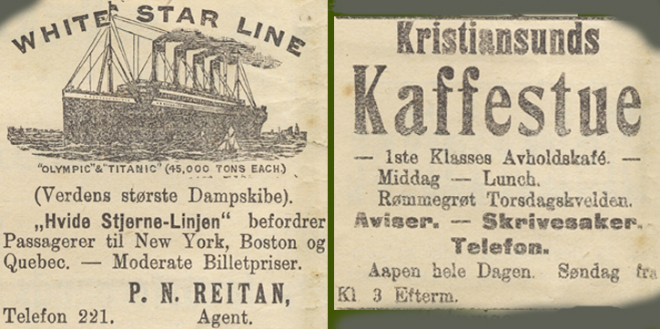 WHITE STAR LINE
"OLYMPIC" & "TITANIC" (45,000 TONS EACH.)
(Verdens største Dampskibe).
„Hvide Stjerne-Linjen“ befordrer
Passagerer til New York, Boston og
Quebec. — Moderate Billetpriser.
P. N. REITAN,
Telefon 221. Agent.
Kristiansunds
Kaffestue
— 1ste Klasses Avholdskafé. —
Middag — Lunch.
Rømmegrøt Torsdagskvelden.
Aviser. — Skrivesaker.
Telefon.
Aapen hele Dagen. Søndag fra
Kl. 3 Efterm.